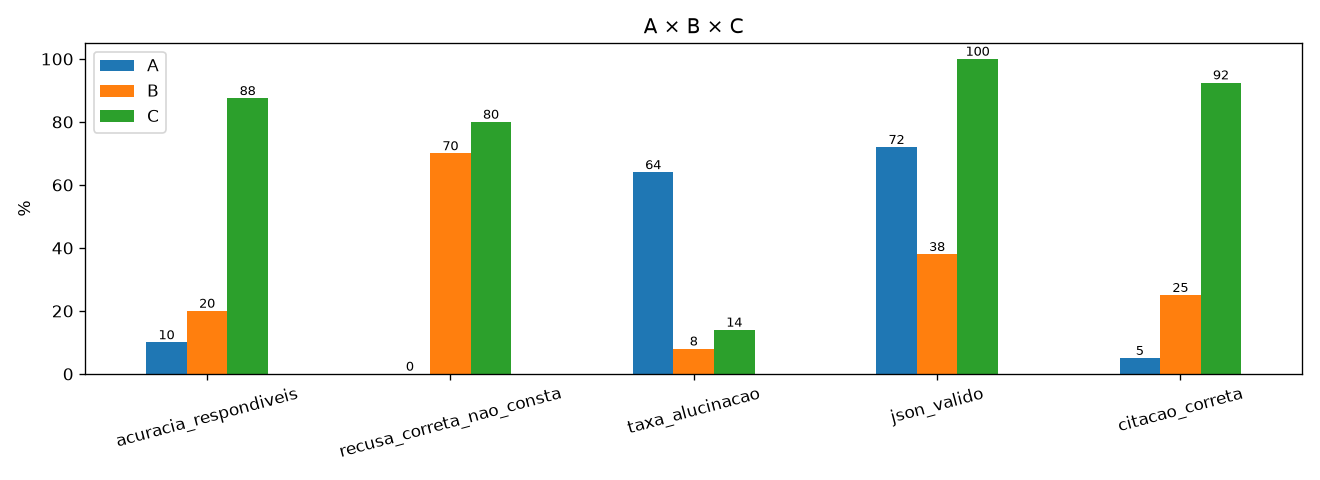 A × B × C
A
B
C
%
100
80
60
40
20
0
10
20
88
0
70
80
64
8
14
72
38
100
5
25
92
acuracia_respondiveis
recusa_correta_nao_consta
taxa_alucinacao
json_valido
citacao_correta